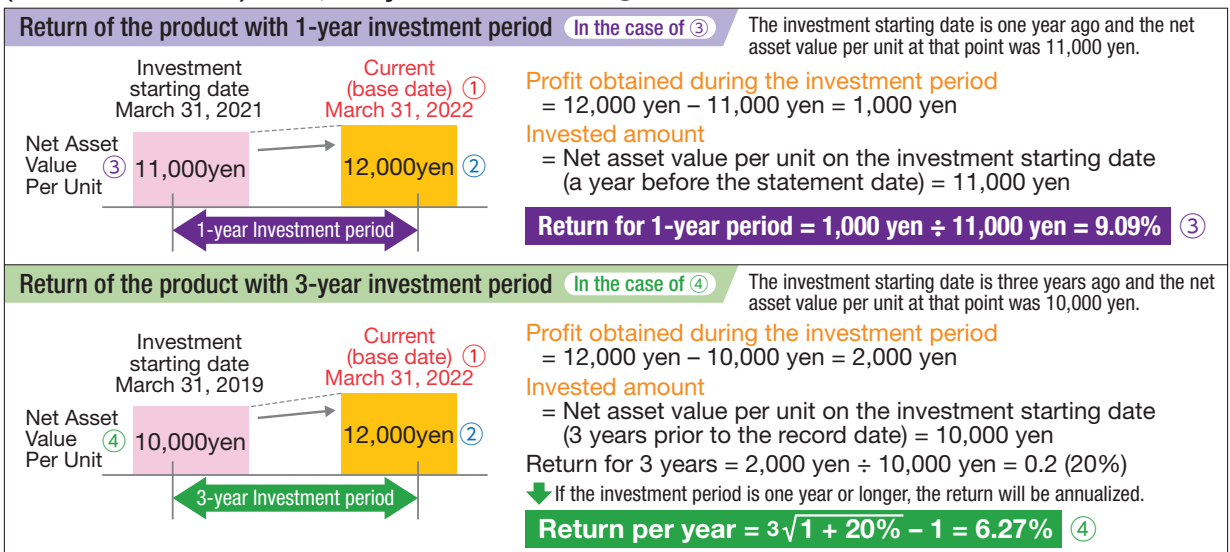 Return of the product with 1-year investment period In the case of ③
The investment starting date is one year ago and the net
asset value per unit at that point was 11,000 yen.
Investment
starting date
March 31, 2021
Current
(base date) ①
March 31, 2022
Net Asset
Value ③
Per Unit
11,000yen
12,000yen ②
1-year Investment period
Profit obtained during the investment period
= 12,000 yen – 11,000 yen = 1,000 yen
Invested amount
= Net asset value per unit on the investment starting date
(a year before the statement date) = 11,000 yen
Return for 1-year period = 1,000 yen ÷ 11,000 yen = 9.09% ③
Return of the product with 3-year investment period In the case of ④
The investment starting date is three years ago and the net
asset value per unit at that point was 10,000 yen.
Investment
starting date
March 31, 2019
Current
(base date) ①
March 31, 2022
Net Asset
Value ④
Per Unit
10,000yen
12,000yen ②
3-year Investment period
Profit obtained during the investment period
= 12,000 yen – 10,000 yen = 2,000 yen
Invested amount
= Net asset value per unit on the investment starting date
(3 years prior to the record date) = 10,000 yen
Return for 3 years = 2,000 yen ÷ 10,000 yen = 0.2 (20%)
If the investment period is one year or longer, the return will be annualized.
Return per year = 3√1 + 20% – 1 = 6.27% ④